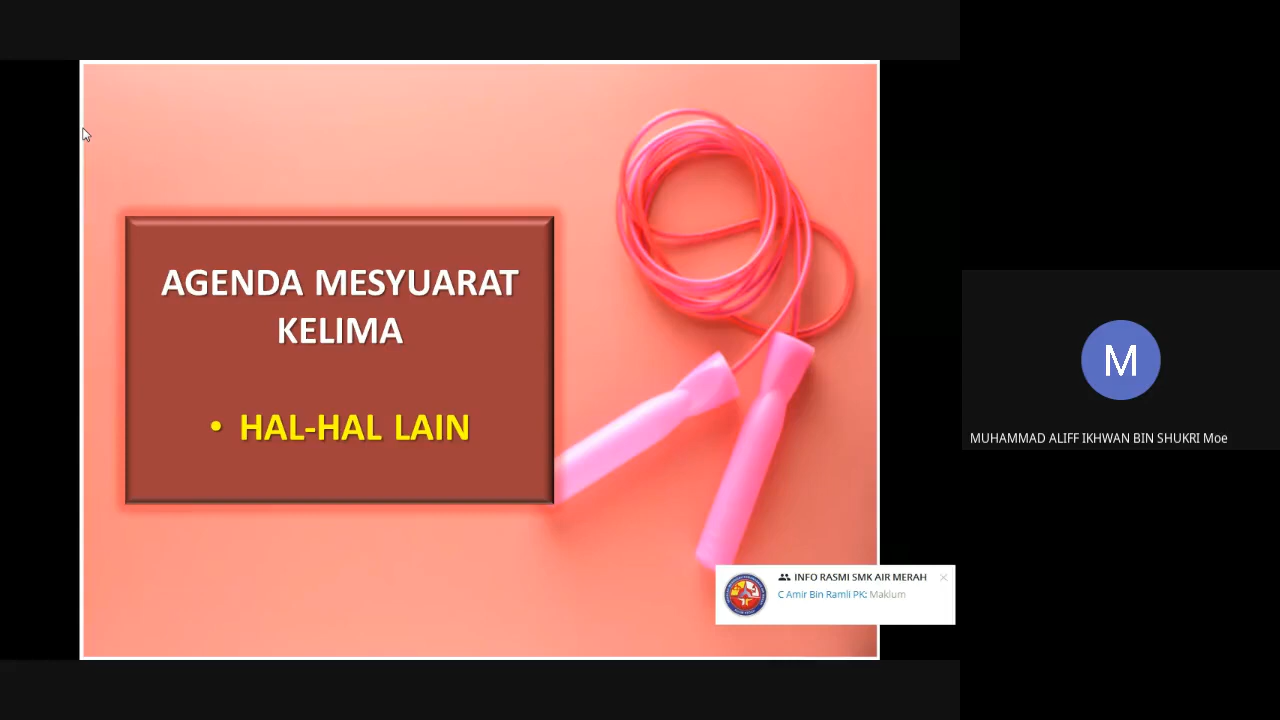 AGENDA MESYUARAT
KELIMA
• HAL-HAL LAIN
INFO RASMI SMK AIR MERAH
C Amir Bin Ramli PK: Maklum
M
MUHAMMAD ALIFF IKHWAN BIN SHUKRI Moe